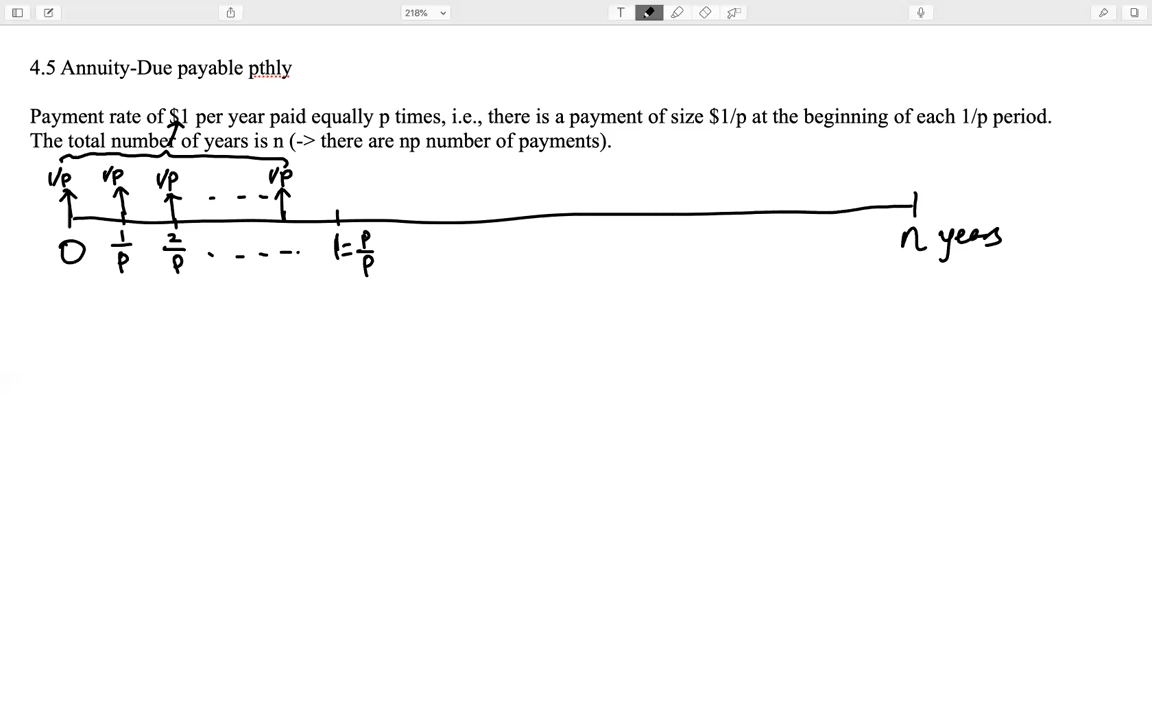 218%
T
4.5 Annuity-Due payable pthly
Payment rate of $1 per year paid equally p times, i.e., there is a payment of size $1/p at the beginning of each 1/p period.
The total number of years is n (-> there are np number of payments).
1/p 1/p 1/p - - - 1/p
0 1/p 2/p . - - - . 1=p/p n years